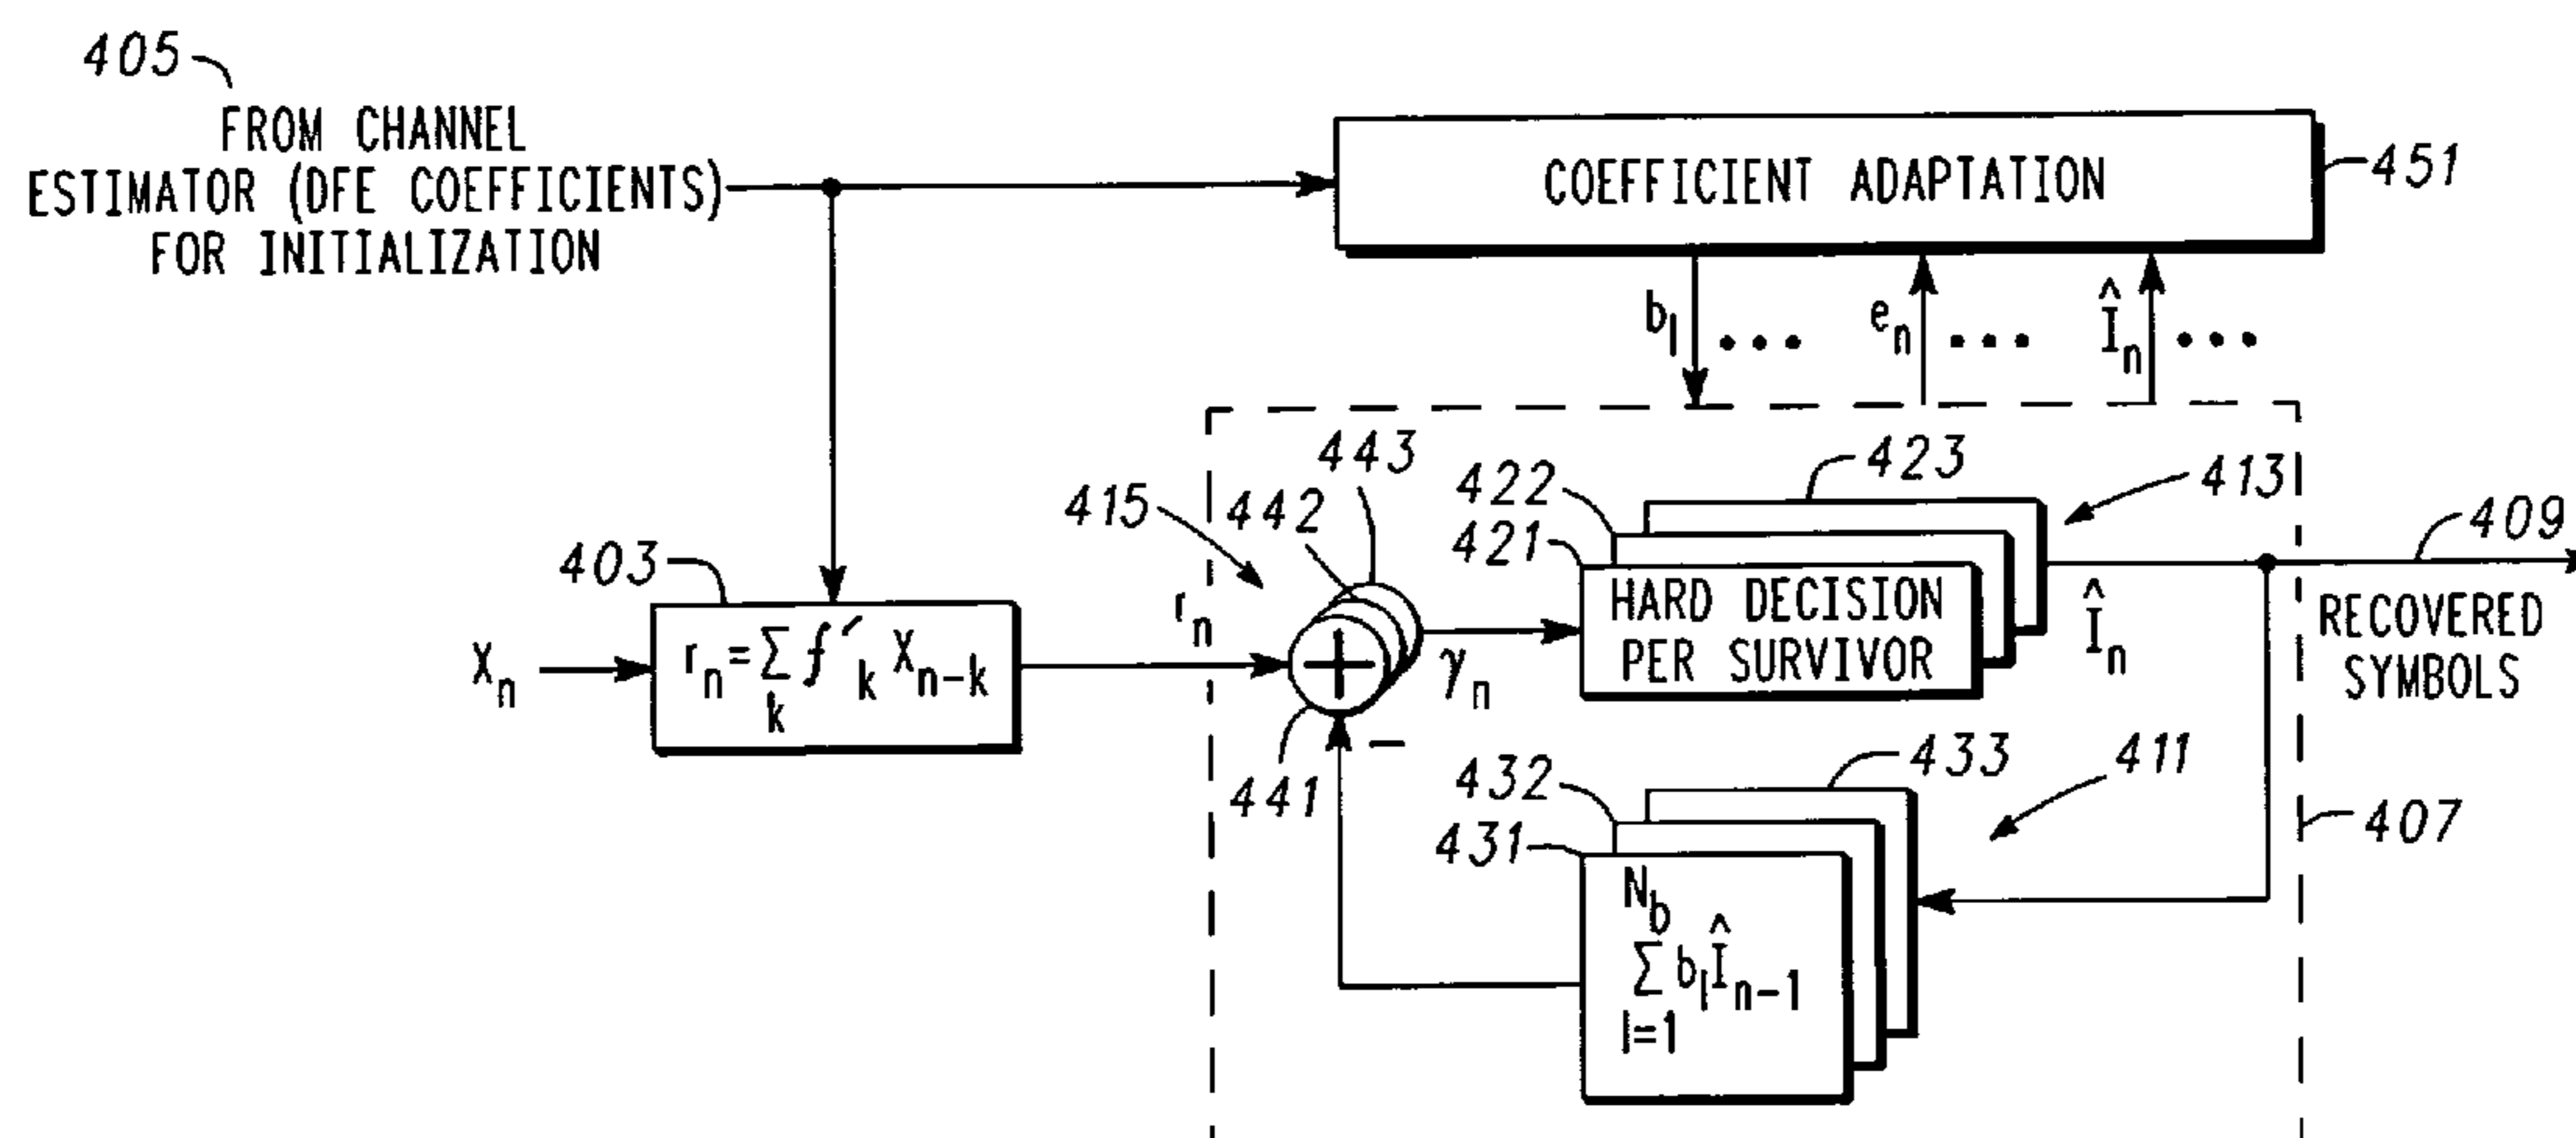 405
FROM CHANNEL
ESTIMATOR (DFE COEFFICIENTS)
FOR INITIALIZATION
COEFFICIENT ADAPTATION
451
b_l ...
e_n ...
Î_n ...
403
X_n
r_n = Σ_k f′_k X_{n-k}
r_n
415
442
443
441
−
γ_n
422
421
423
413
HARD DECISION
PER SURVIVOR
Î_n
409
RECOVERED
SYMBOLS
432
431
433
411
407
N_b
Σ b_l Î_{n-1}
l=1